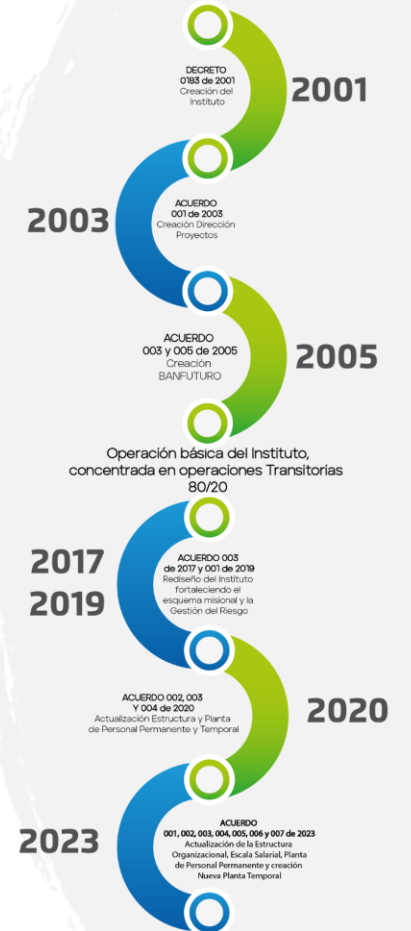 DECRETO
0183 de 2001
Creación del
Instituto
2001
2003
ACUERDO
001 de 2003
Creación Dirección
Proyectos
ACUERDO
003 y 005 de 2005
Creación
BANFUTURO
2005
Operación básica del Instituto,
concentrada en operaciones Transitorias
80/20
2017
2019
ACUERDO 003
de 2017 y 001 de 2019
Rediseño del Instituto
fortaleciendo el
esquema misional y la
Gestión del Riesgo
ACUERDO 002, 003
Y 004 de 2020
Actualización Estructura y Planta
de Personal Permanente y Temporal
2020
2023
ACUERDO
001, 002, 003, 004, 005, 006 y 007 de 2023
Actualización de la Estructura
Organizacional, Escala Salarial, Planta
de Personal Permanente y creación
Nueva Planta Temporal